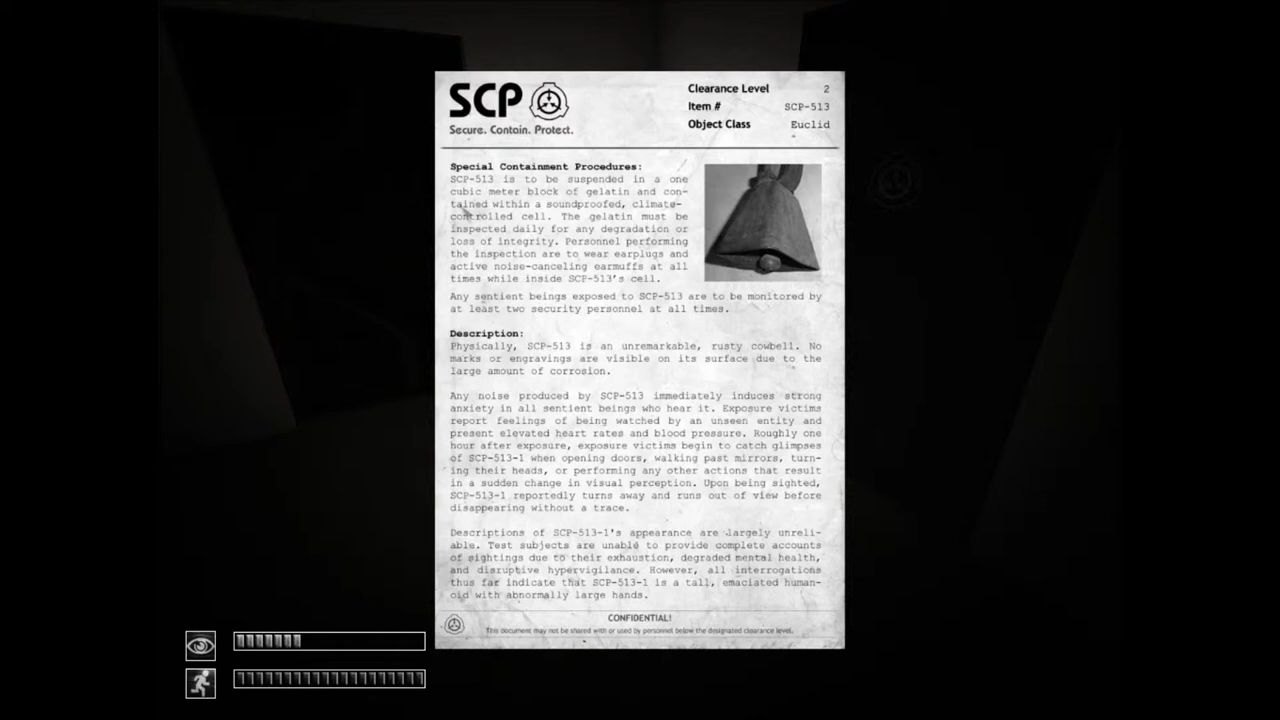 SCP
Secure. Contain. Protect.
Clearance Level 2
Item # SCP-513
Object Class Euclid
Special Containment Procedures:
SCP-513 is to be suspended in a one
cubic meter block of gelatin and con-
tained within a soundproofed, climate-
controlled cell. The gelatin must be
inspected daily for any degradation or
loss of integrity. Personnel performing
the inspection are to wear earplugs and
active noise-canceling earmuffs at all
times while inside SCP-513's cell.
Any sentient beings exposed to SCP-513 are to be monitored by
at least two security personnel at all times.
Description:
Physically, SCP-513 is an unremarkable, rusty cowbell. No
marks or engravings are visible on its surface due to the
large amount of corrosion.
Any noise produced by SCP-513 immediately induces strong
anxiety in all sentient beings who hear it. Exposure victims
report feelings of being watched by an unseen entity and
present elevated heart rates and blood pressure. Roughly one
hour after exposure, exposure victims begin to catch glimpses
of SCP-513-1 when opening doors, walking past mirrors, turn-
ing their heads, or performing any other actions that result
in a sudden change in visual perception. Upon being sighted,
SCP-513-1 reportedly turns away and runs out of view before
disappearing without a trace.
Descriptions of SCP-513-1's appearance are largely unreli-
able. Test subjects are unable to provide complete accounts
of sightings due to their exhaustion, degraded mental health,
and disruptive hypervigilance. However, all interrogations
thus far indicate that SCP-513-1 is a tall, emaciated human-
oid with abnormally large hands.
CONFIDENTIAL!
This document may not be shared with or used by personnel below the designated clearance level.